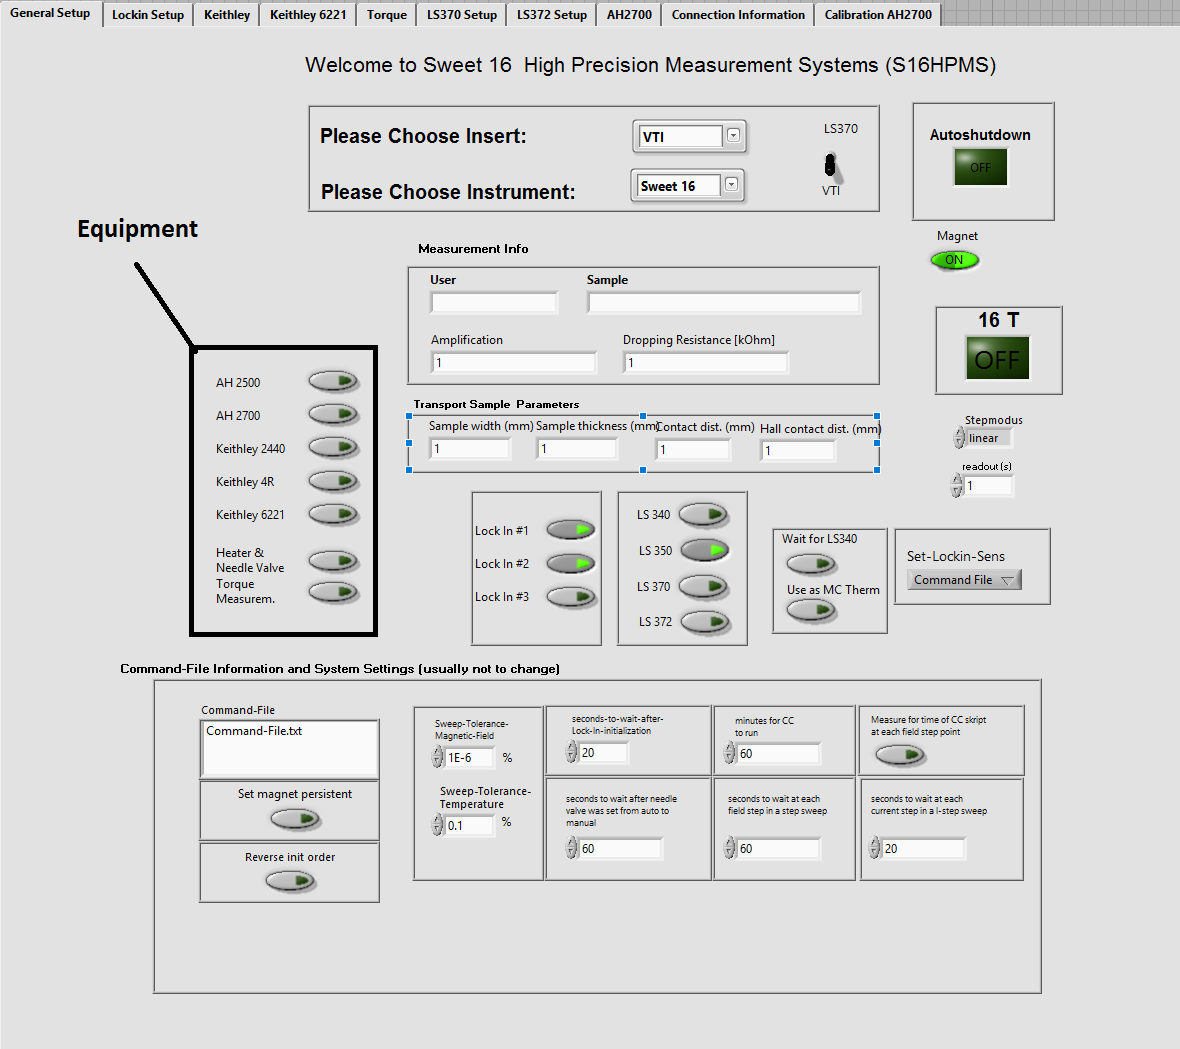 General Setup
Lockin Setup
Keithley
Keithley 6221
Torque
LS370 Setup
LS372 Setup
AH2700
Connection Information
Calibration AH2700
Welcome to Sweet 16 High Precision Measurement Systems (S16HPMS)
Please Choose Insert:
VTI
Please Choose Instrument:
Sweet 16
LS370
VTI
Autoshutdown
OFF
Magnet
ON
16 T
OFF
Equipment
AH 2500
AH 2700
Keithley 2440
Keithley 4R
Keithley 6221
Heater &
Needle Valve
Torque
Measurem.
Measurement Info
User
Sample
Amplification
1
Dropping Resistance [kOhm]
1
Transport Sample Parameters
Sample width (mm)
1
Sample thickness (mm)
1
Contact dist. (mm)
1
Hall contact dist. (mm)
1
Stepmodus
linear
readout (s)
1
Lock In #1
Lock In #2
Lock In #3
LS 340
LS 350
LS 370
LS 372
Wait for LS340
Use as MC Therm
Set-Lockin-Sens
Command File
Command-File Information and System Settings (usually not to change)
Command-File
Command-File.txt
Set magnet persistent
Reverse init order
Sweep-Tolerance-
Magnetic-Field
1E-6 %
Sweep-Tolerance-
Temperature
0.1 %
seconds-to-wait-after-
Lock-In-initialization
20
minutes for CC
to run
60
Measure for time of CC skript
at each field step point
seconds to wait after needle
valve was set from auto to
manual
60
seconds to wait at each
field step in a step sweep
60
seconds to wait at each
current step in a I-step sweep
20